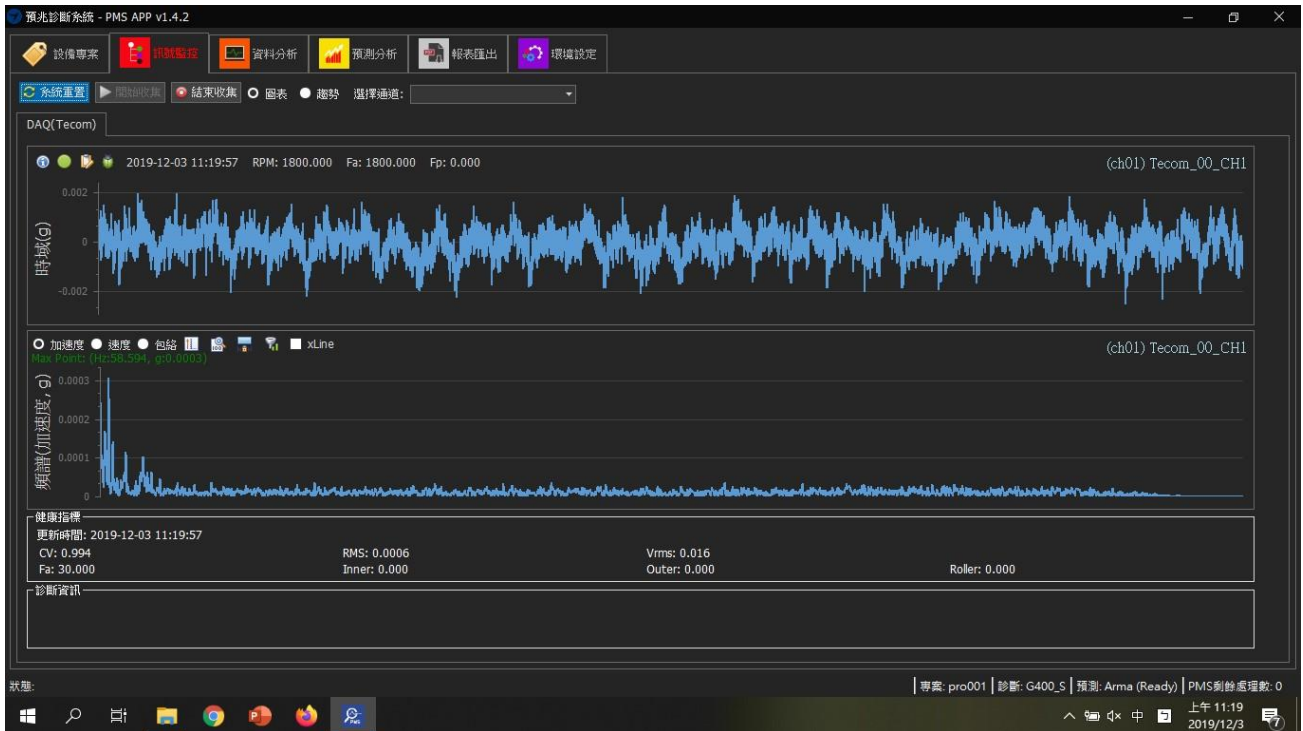 預兆診斷系統 - PMS APP v1.4.2
設備專案 訊號監控 資料分析 預測分析 報表匯出 環境設定
系統重置 開始收集 結束收集 圖表 趨勢 選擇通道:
DAQ(Tecom)
2019-12-03 11:19:57 RPM: 1800.000 Fa: 1800.000 Fp: 0.000 (ch01) Tecom_00_CH1
時域(g)
0.002
0
-0.002
加速度 速度 包絡 xLine (ch01) Tecom_00_CH1
Max Point: (Hz:58.594, g:0.0003)
頻譜(加速度, g)
0.0003
0.0002
0.0001
0
健康指標
更新時間: 2019-12-03 11:19:57
CV: 0.994 RMS: 0.0006 Vrms: 0.016
Fa: 30.000 Inner: 0.000 Outer: 0.000 Roller: 0.000
診斷資訊
狀態: 專案: pro001 診斷: G400_S 預測: Arma (Ready) PMS剩餘處理數: 0
中 上午 11:19
2019/12/3 7